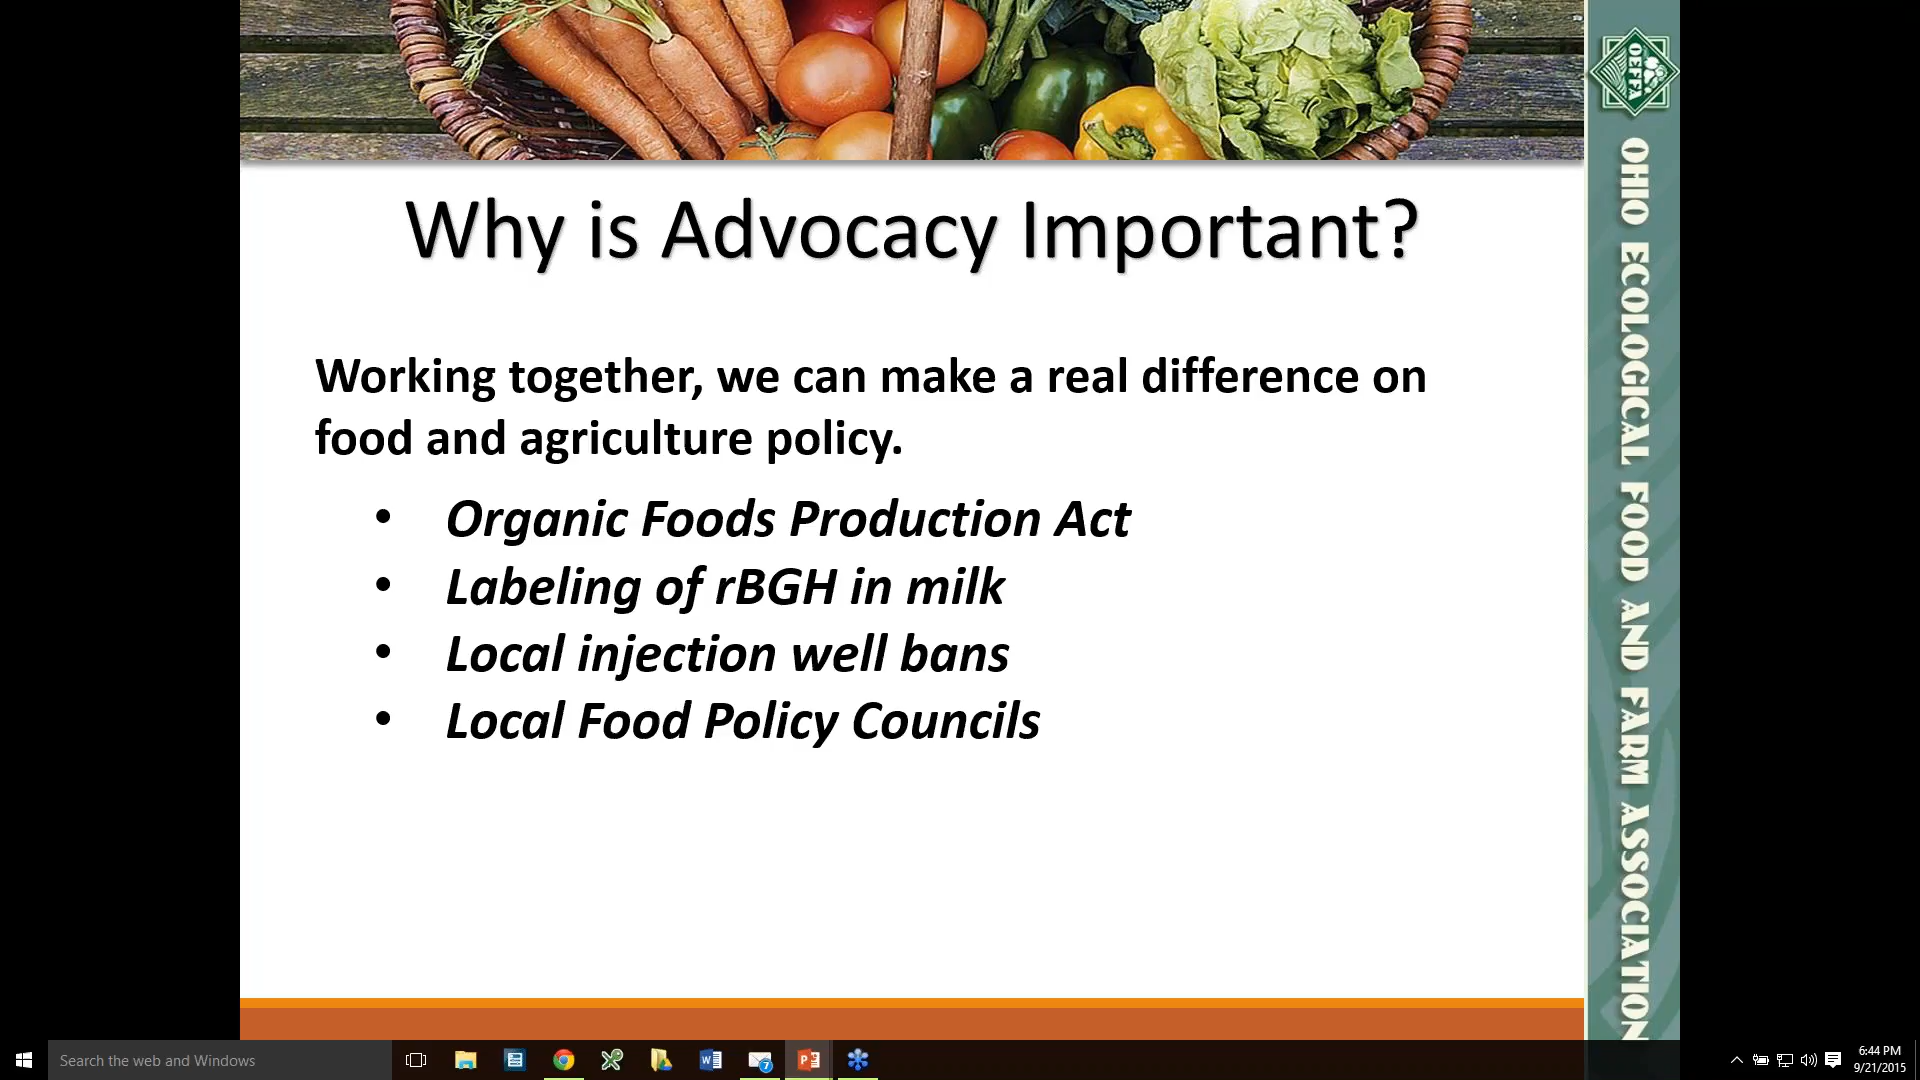 OEFFA
OHIO ECOLOGICAL FOOD AND FARM ASSOCIATION
Why is Advocacy Important?
Working together, we can make a real difference on
food and agriculture policy.
• Organic Foods Production Act
• Labeling of rBGH in milk
• Local injection well bans
• Local Food Policy Councils
Search the web and Windows
7
6:44 PM
9/21/2015